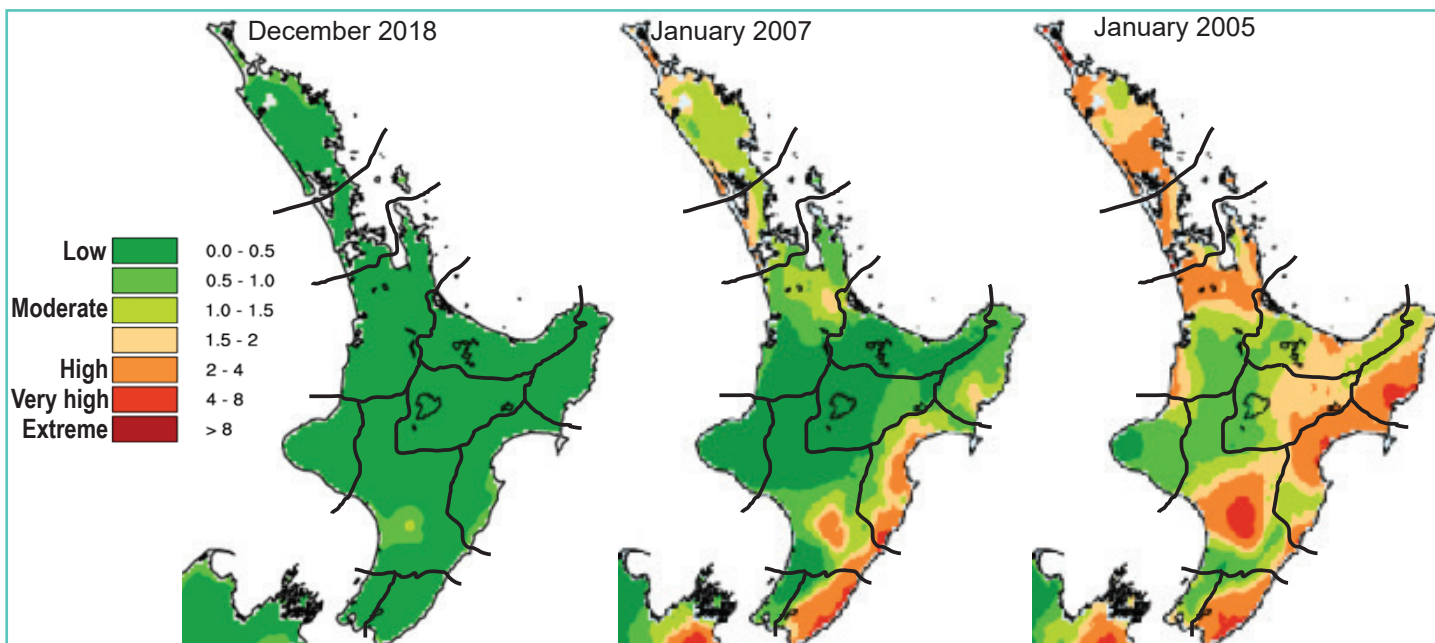 December 2018
January 2007
January 2005
Low 0.0 - 0.5
0.5 - 1.0
Moderate 1.0 - 1.5
1.5 - 2
High 2 - 4
Very high 4 - 8
Extreme > 8